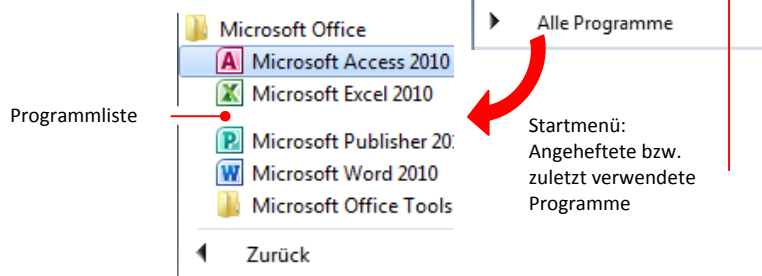 Microsoft Office
Microsoft Access 2010
Microsoft Excel 2010
Microsoft Publisher 20
Microsoft Word 2010
Microsoft Office Tools
Zurück
Programmliste
Alle Programme
Startmenü:
Angeheftete bzw.
zuletzt verwendete
Programme